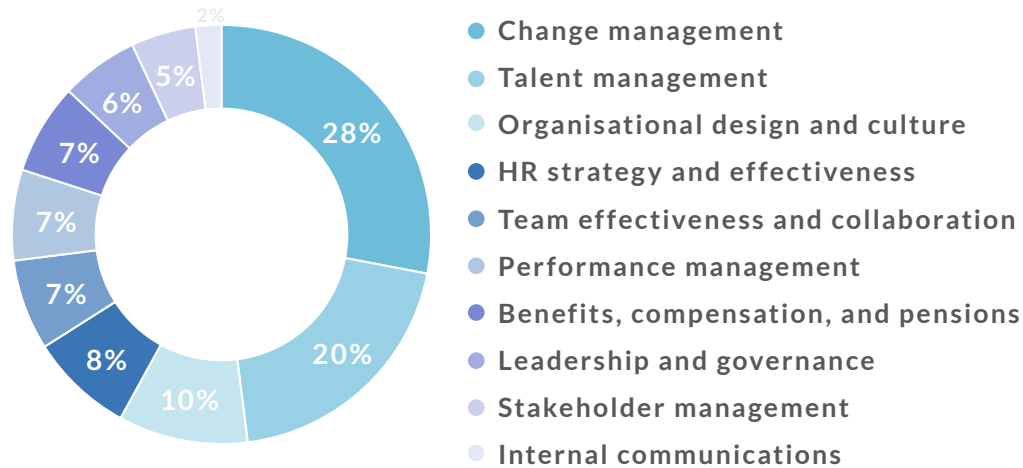 2%
28%
20%
10%
8%
7%
7%
7%
6%
5%
Change management
Talent management
Organisational design and culture
HR strategy and effectiveness
Team effectiveness and collaboration
Performance management
Benefits, compensation, and pensions
Leadership and governance
Stakeholder management
Internal communications